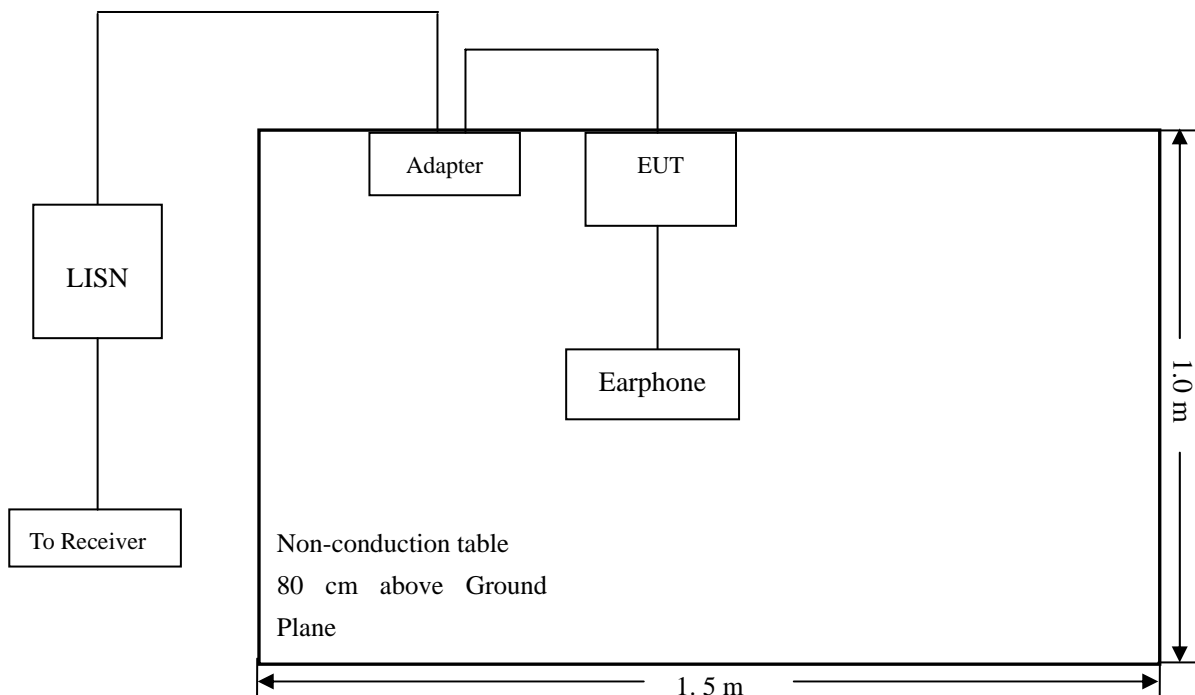 Adapter
EUT
LISN
Earphone
1.0 m
To Receiver
Non-conduction table
80 cm above Ground
Plane
1. 5 m